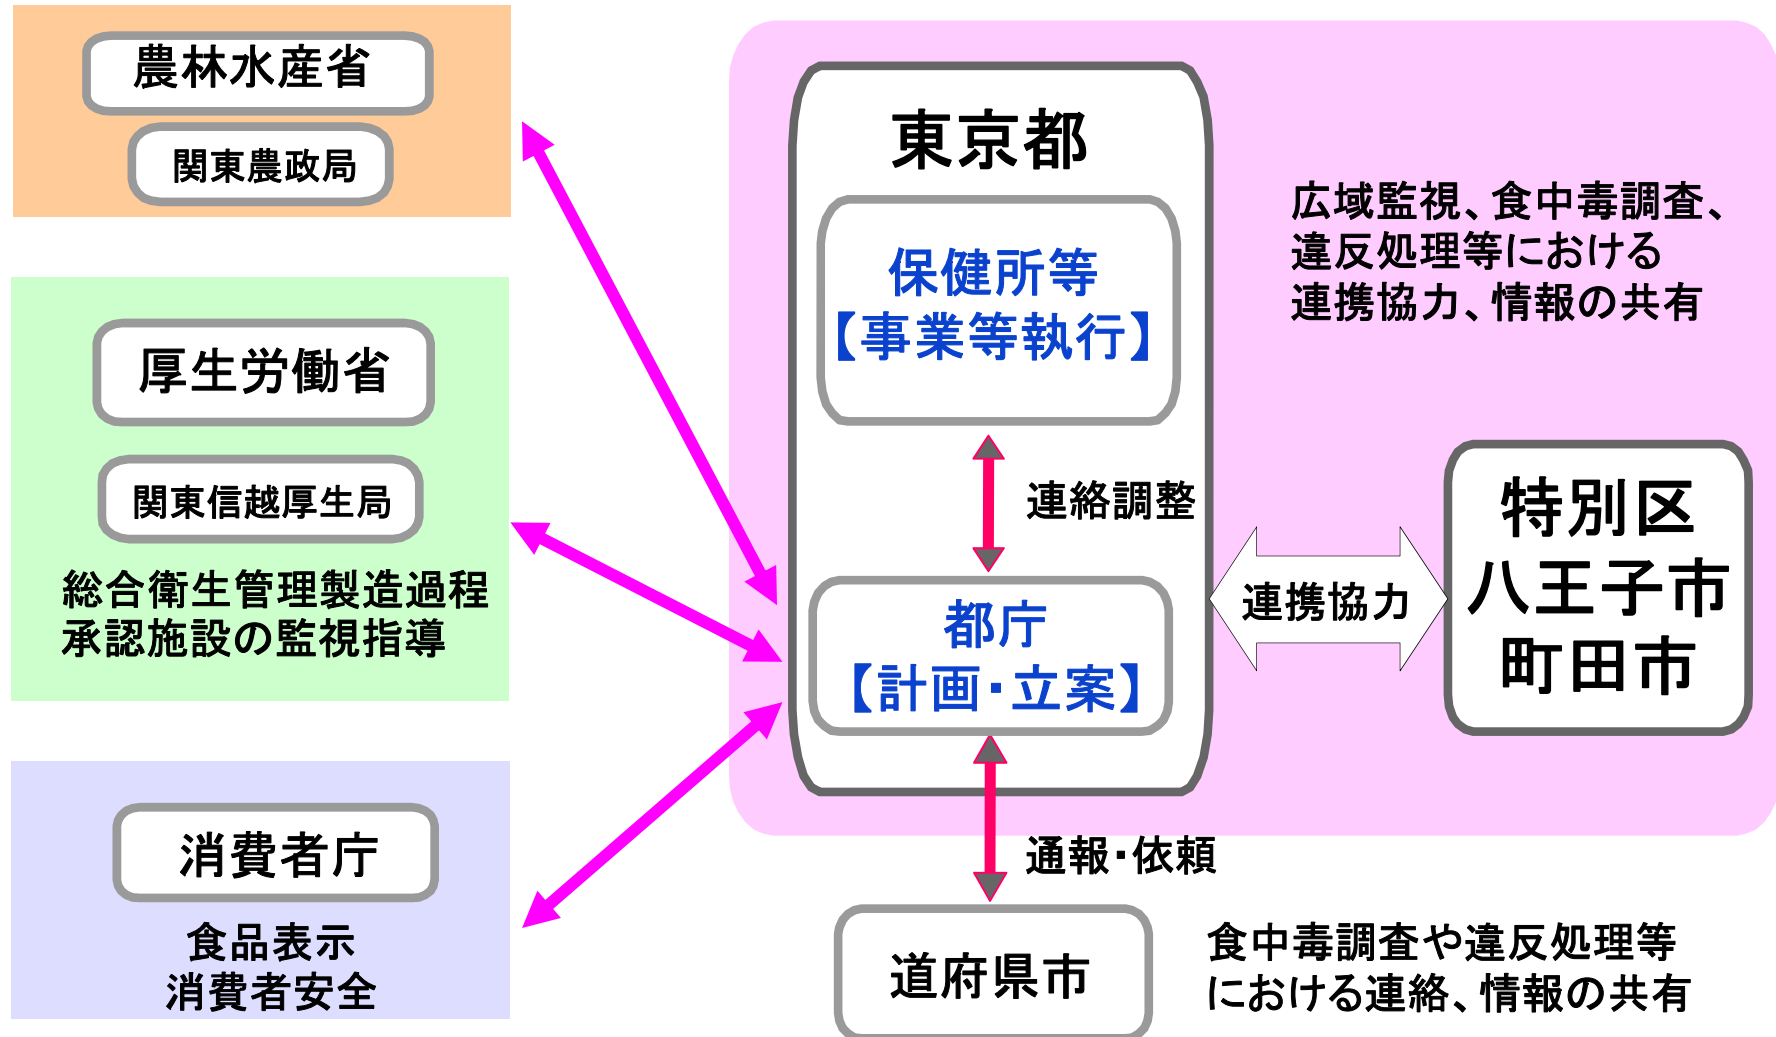 農林水産省
関東農政局
厚生労働省
関東信越厚生局
総合衛生管理製造過程
承認施設の監視指導
消費者庁
食品表示
消費者安全
東京都
保健所等
【事業等執行】
連絡調整
都庁
【計画・立案】
通報・依頼
道府県市
広域監視、食中毒調査、
違反処理等における
連携協力、情報の共有
連携協力
特別区
八王子市
町田市
食中毒調査や違反処理等
における連絡、情報の共有